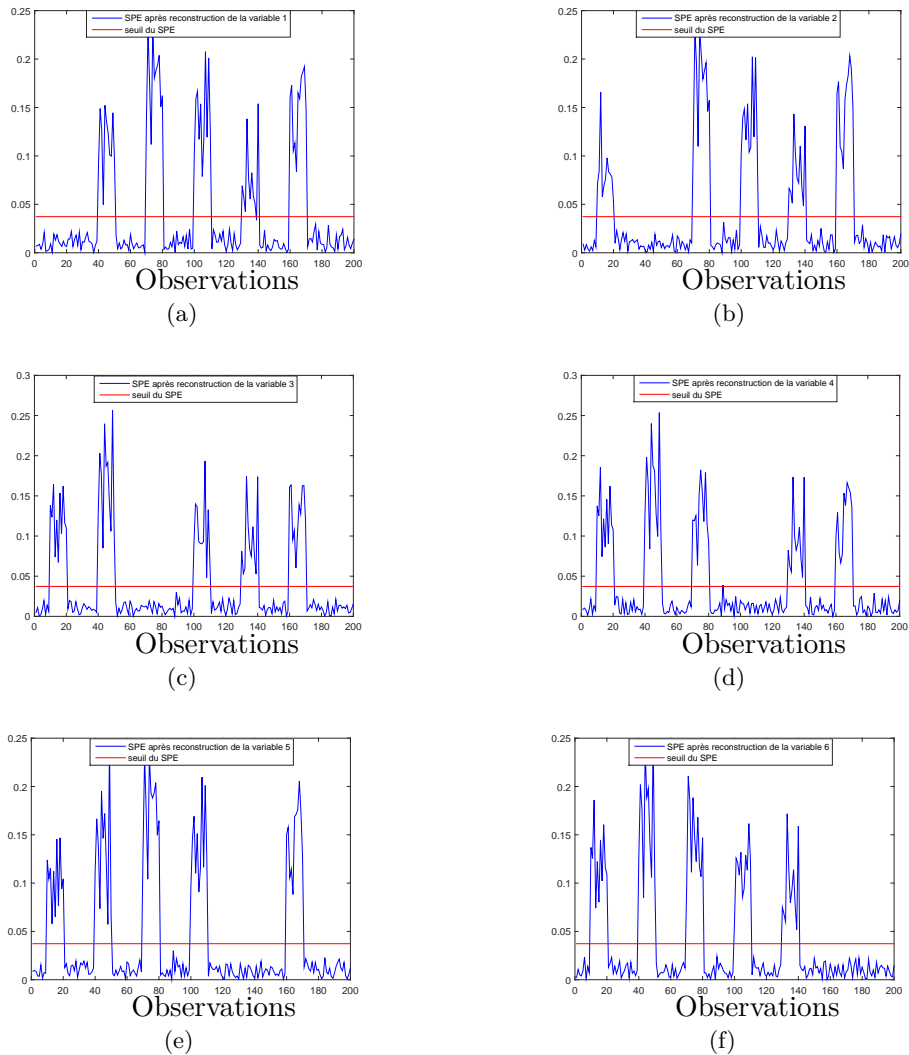 0.25
0.2
0.15
0.1
0.05
0
SPE après reconstruction de la variable 1
seuil du SPE
0 20 40 60 80 100 120 140 160 180 200
Observations
(a)
0.25
0.2
0.15
0.1
0.05
0
SPE après reconstruction de la variable 2
seuil du SPE
0 20 40 60 80 100 120 140 160 180 200
Observations
(b)
0.3
0.25
0.2
0.15
0.1
0.05
0
SPE après reconstruction de la variable 3
seuil du SPE
0 20 40 60 80 100 120 140 160 180 200
Observations
(c)
0.3
0.25
0.2
0.15
0.1
0.05
0
SPE après reconstruction de la variable 4
seuil du SPE
0 20 40 60 80 100 120 140 160 180 200
Observations
(d)
0.25
0.2
0.15
0.1
0.05
0
SPE après reconstruction de la variable 5
seuil du SPE
0 20 40 60 80 100 120 140 160 180 200
Observations
(e)
0.25
0.2
0.15
0.1
0.05
0
SPE après reconstruction de la variable 6
seuil du SPE
0 20 40 60 80 100 120 140 160 180 200
Observations
(f)